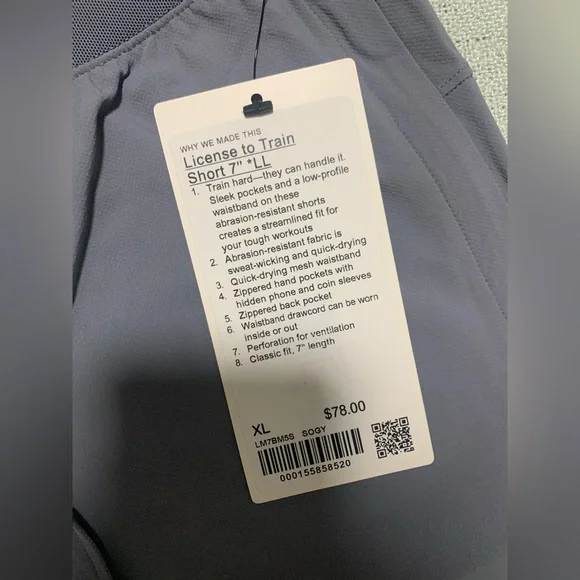 WHY WE MADE THIS
License to Train
Short 7" *LL
1. Train hard—they can handle it.
Sleek pockets and a low-profile
waistband on these
abrasion-resistant shorts
creates a streamlined fit for
your tough workouts
2. Abrasion-resistant fabric is
sweat-wicking and quick-drying
3. Quick-drying mesh waistband
4. Zippered hand pockets with
hidden phone and coin sleeves
5. Zippered back pocket
6. Waistband drawcord can be worn
inside or out
7. Perforation for ventilation
8. Classic fit, 7" length
XL $78.00
LM7BM5S SOGY
000155858520